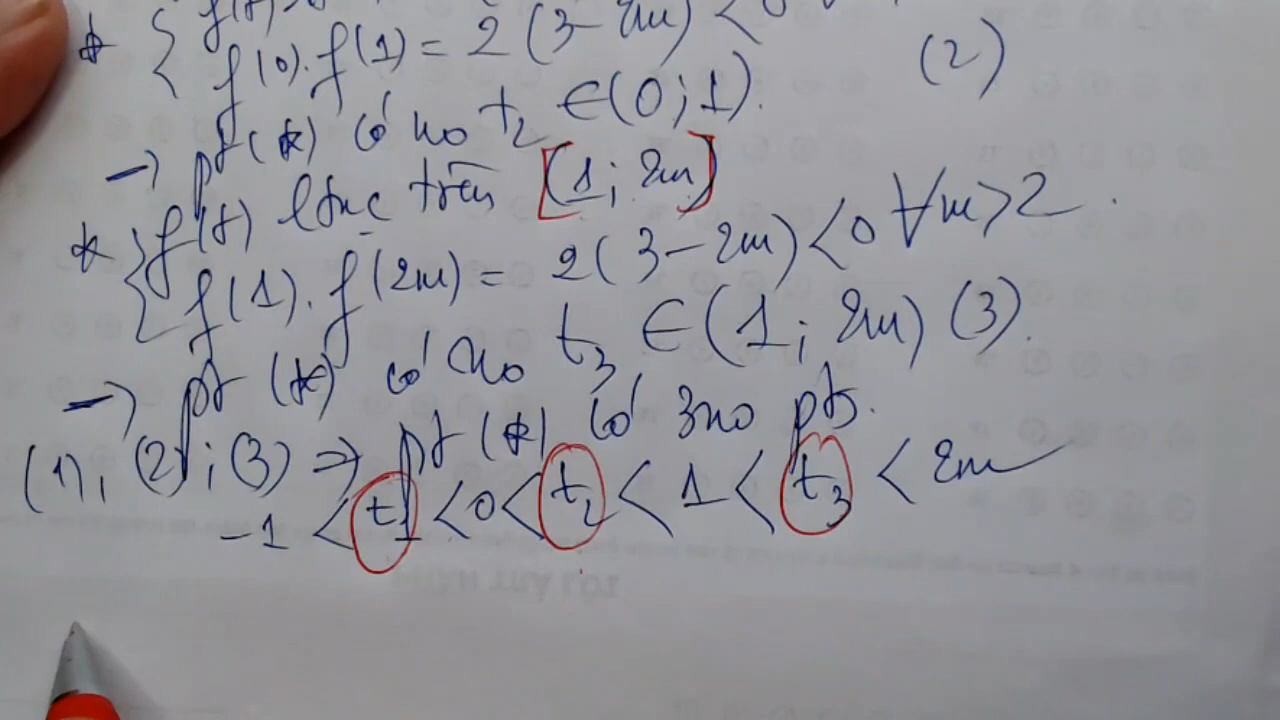 * { f(t)
f(0).f(1) = 2(3-2m) < 0
(2)
→ pt(*) có no t₂ ∈ (0;1).
* { f(t) ltuc trên [1; 2m]
f(1).f(2m) = 2(3-2m) < 0 ∀m>2.
→ pt (*) có no t₃ ∈ (1; 2m) (3).
(1), (2); (3) ⇒ pt (*) có 3no pb.
-1 < t₁ < 0 < t₂ < 1 < t₃ < 2m